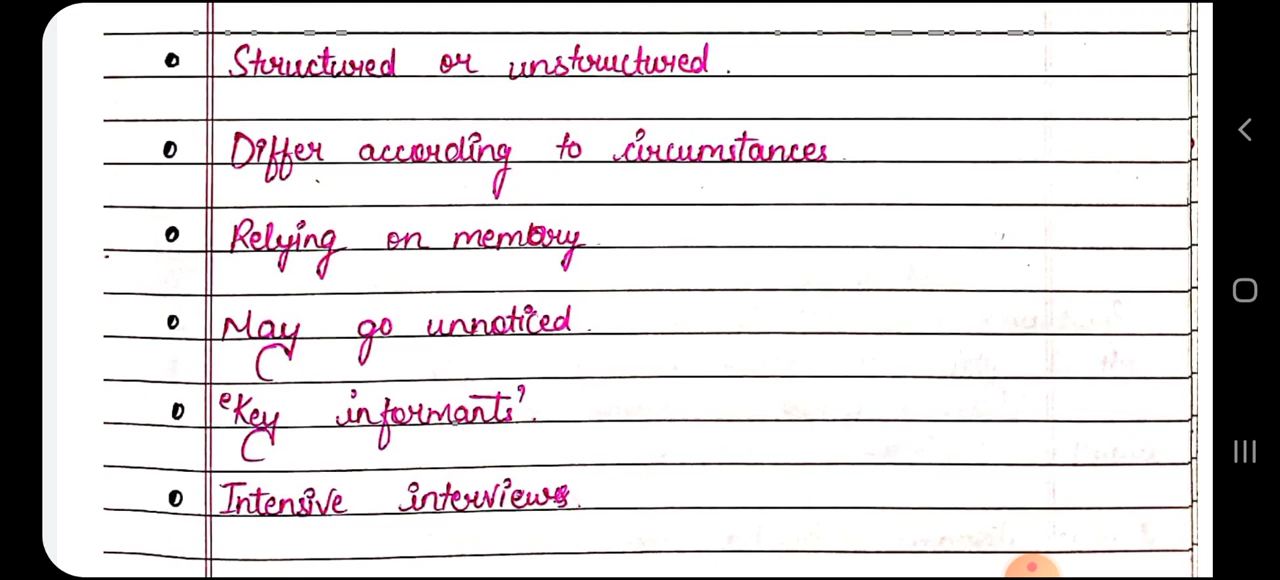 Structured or unstructured.
Differ according to circumstances
Relying on memory
May go unnoticed.
'Key informants'.
Intensive interviews.